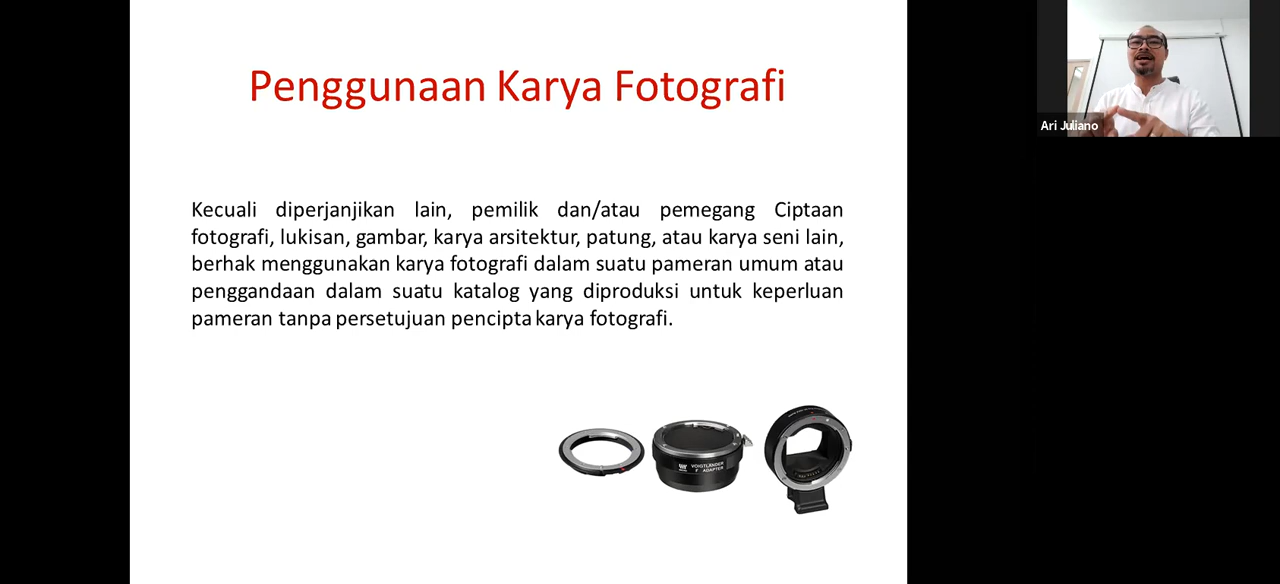 Penggunaan Karya Fotografi
Ari Juliano
Kecuali diperjanjikan lain, pemilik dan/atau pemegang Ciptaan
fotografi, lukisan, gambar, karya arsitektur, patung, atau karya seni lain,
berhak menggunakan karya fotografi dalam suatu pameran umum atau
penggandaan dalam suatu katalog yang diproduksi untuk keperluan
pameran tanpa persetujuan pencipta karya fotografi.
VOIGTLANDER
F ADAPTER